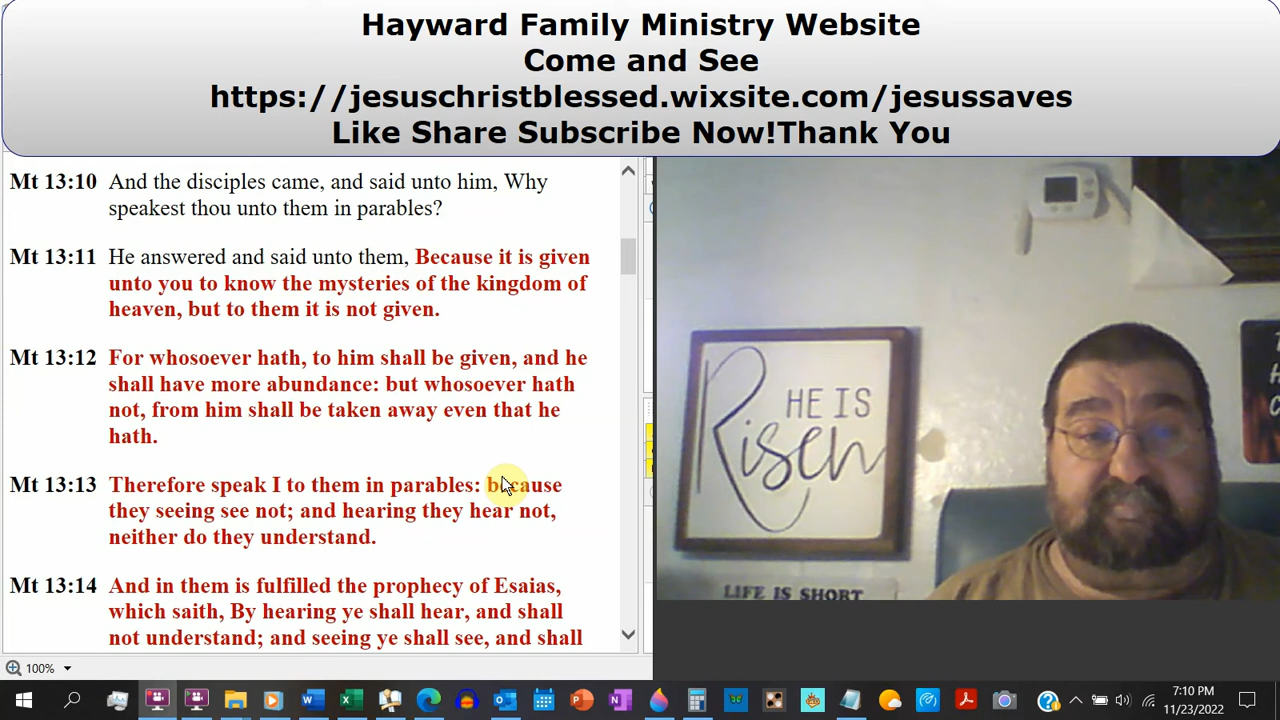 Hayward Family Ministry Website
Come and See
https://jesuschristblessed.wixsite.com/jesussaves
Like Share Subscribe Now!Thank You
Mt 13:10 And the disciples came, and said unto him, Why
speakest thou unto them in parables?
Mt 13:11 He answered and said unto them, Because it is given
unto you to know the mysteries of the kingdom of
heaven, but to them it is not given.
Mt 13:12 For whosoever hath, to him shall be given, and he
shall have more abundance: but whosoever hath
not, from him shall be taken away even that he
hath.
Mt 13:13 Therefore speak I to them in parables: because
they seeing see not; and hearing they hear not,
neither do they understand.
Mt 13:14 And in them is fulfilled the prophecy of Esaias,
which saith, By hearing ye shall hear, and shall
not understand; and seeing ye shall see, and shall
HE IS
Risen
LIFE IS SHORT
100%
7:10 PM
11/23/2022